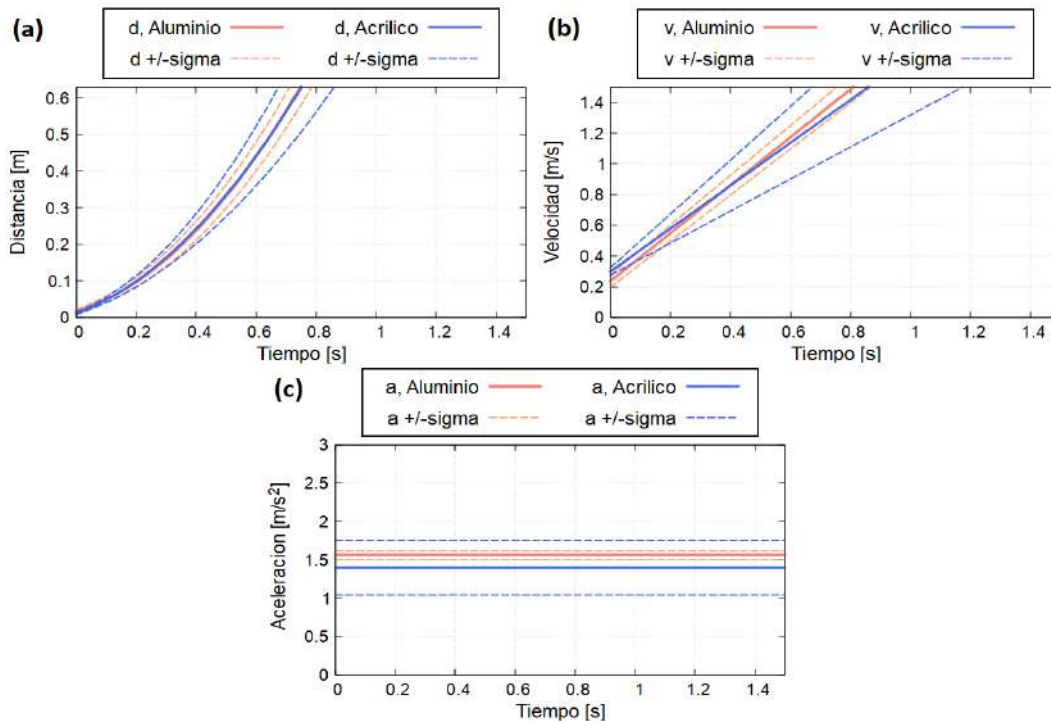 (a)
d, Aluminio d, Acrilico
d +/-sigma d +/-sigma
Distancia [m]
0.6
0.5
0.4
0.3
0.2
0.1
0
0 0.2 0.4 0.6 0.8 1 1.2 1.4
Tiempo [s]
(b)
v, Aluminio v, Acrilico
v +/-sigma v +/-sigma
Velocidad [m/s]
1.4
1.2
1
0.8
0.6
0.4
0.2
0
0 0.2 0.4 0.6 0.8 1 1.2 1.4
Tiempo [s]
(c)
a, Aluminio a, Acrilico
a +/-sigma a +/-sigma
Aceleracion [m/s²]
3
2.5
2
1.5
1
0.5
0
0 0.2 0.4 0.6 0.8 1 1.2 1.4
Tiempo [s]